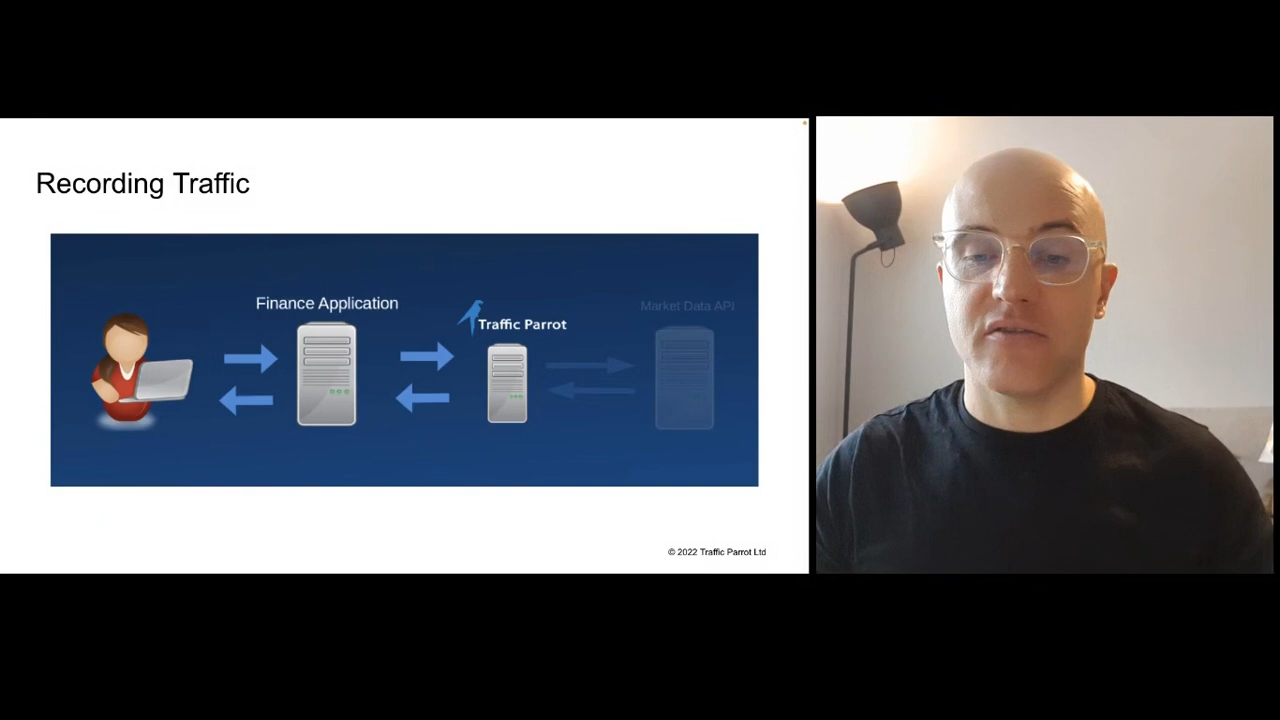 Recording Traffic
Finance Application
Traffic Parrot
Market Data API
© 2022 Traffic Parrot Ltd